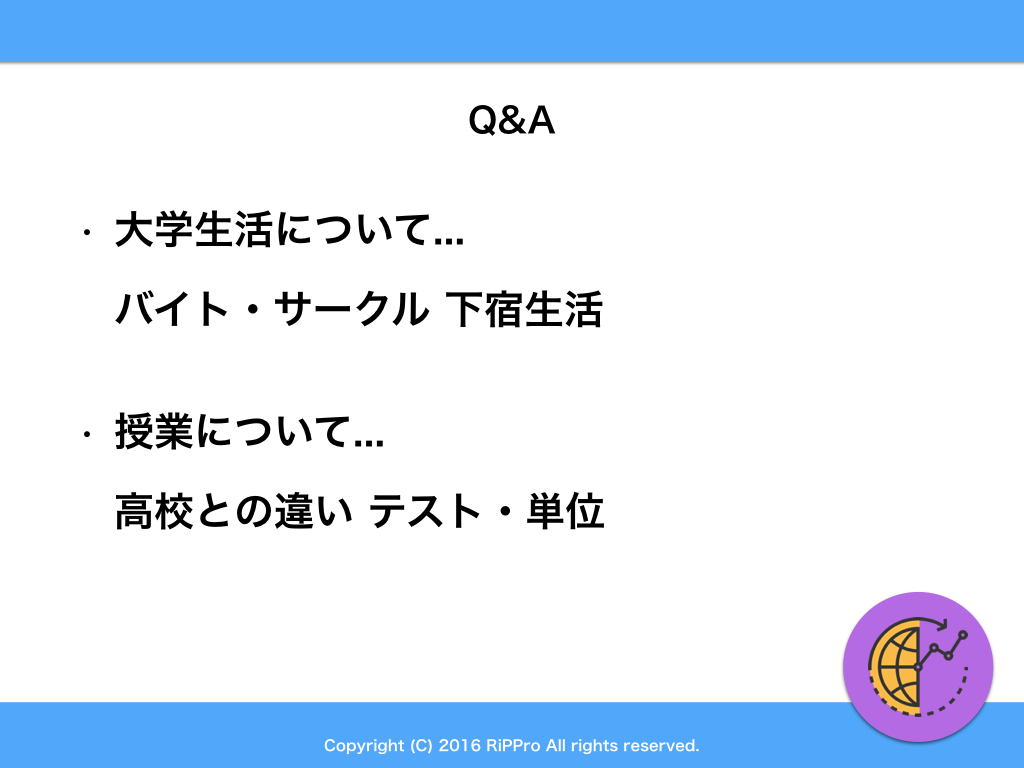 Q&A
・ 大学生活について...
バイト・サークル 下宿生活
・ 授業について...
高校との違い テスト・単位
Copyright (C) 2016 RiPPro All rights reserved.